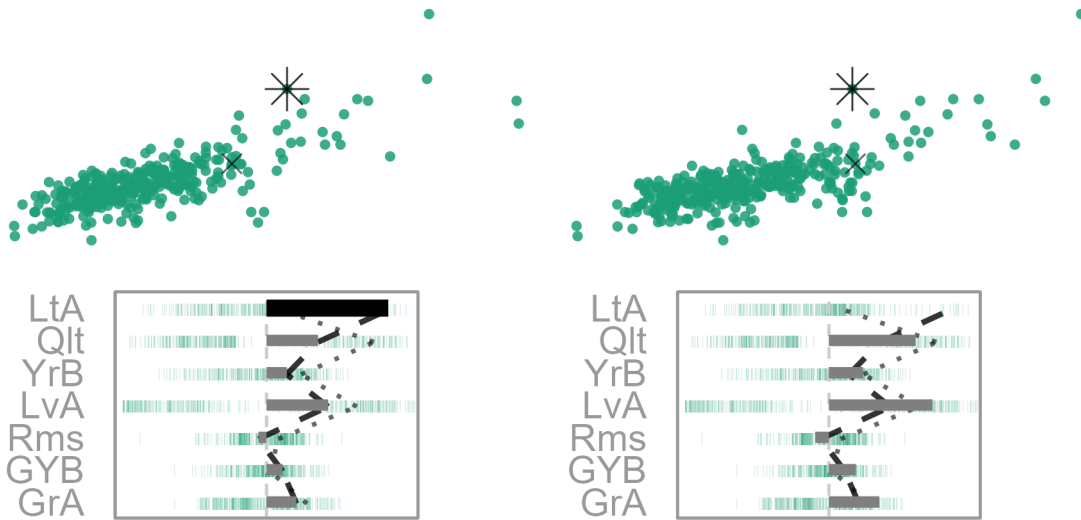 LtA LtA
Qlt Qlt
YrB YrB
LvA LvA
Rms Rms
GYB GYB
GrA GrA